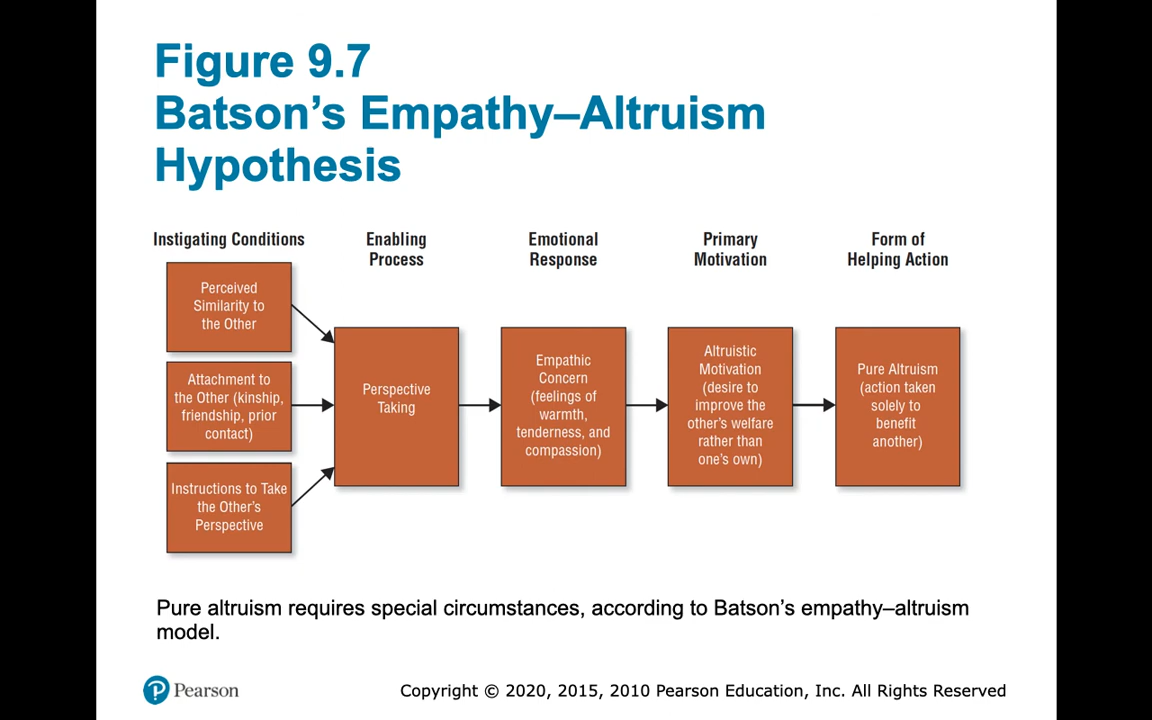 Figure 9.7
Batson’s Empathy–Altruism
Hypothesis
Instigating Conditions
Perceived
Similarity to
the Other
Attachment to
the Other (kinship,
friendship, prior
contact)
Instructions to Take
the Other’s
Perspective
Enabling
Process
Perspective
Taking
Emotional
Response
Empathic
Concern
(feelings of
warmth,
tenderness, and
compassion)
Primary
Motivation
Altruistic
Motivation
(desire to
improve the
other’s welfare
rather than
one’s own)
Form of
Helping Action
Pure Altruism
(action taken
solely to
benefit
another)
Pure altruism requires special circumstances, according to Batson’s empathy–altruism
model.
Pearson
Copyright © 2020, 2015, 2010 Pearson Education, Inc. All Rights Reserved